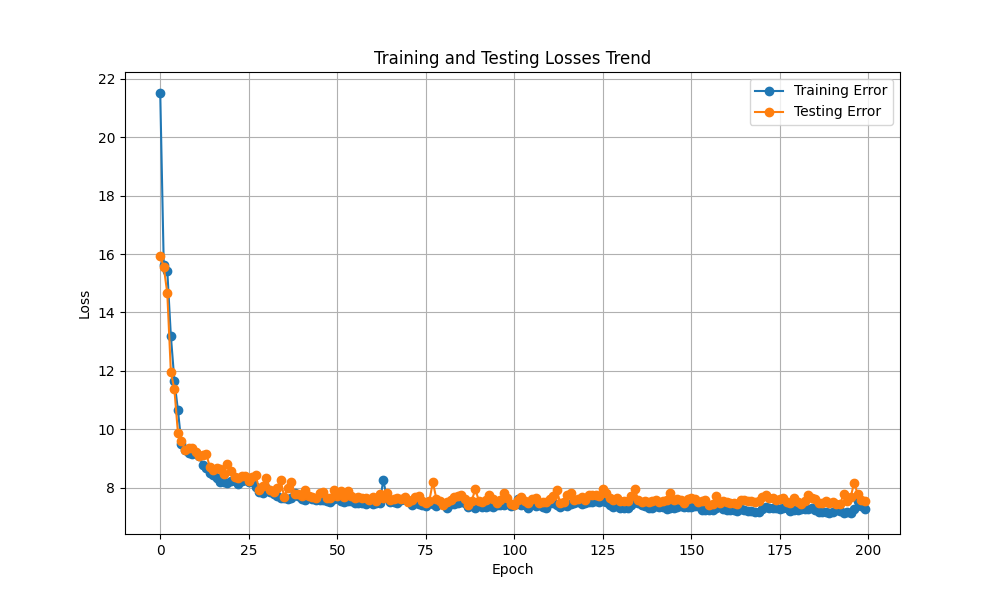 Training and Testing Losses Trend
Training Error
Testing Error
Loss
22
20
18
16
14
12
10
8
0 25 50 75 100 125 150 175 200
Epoch